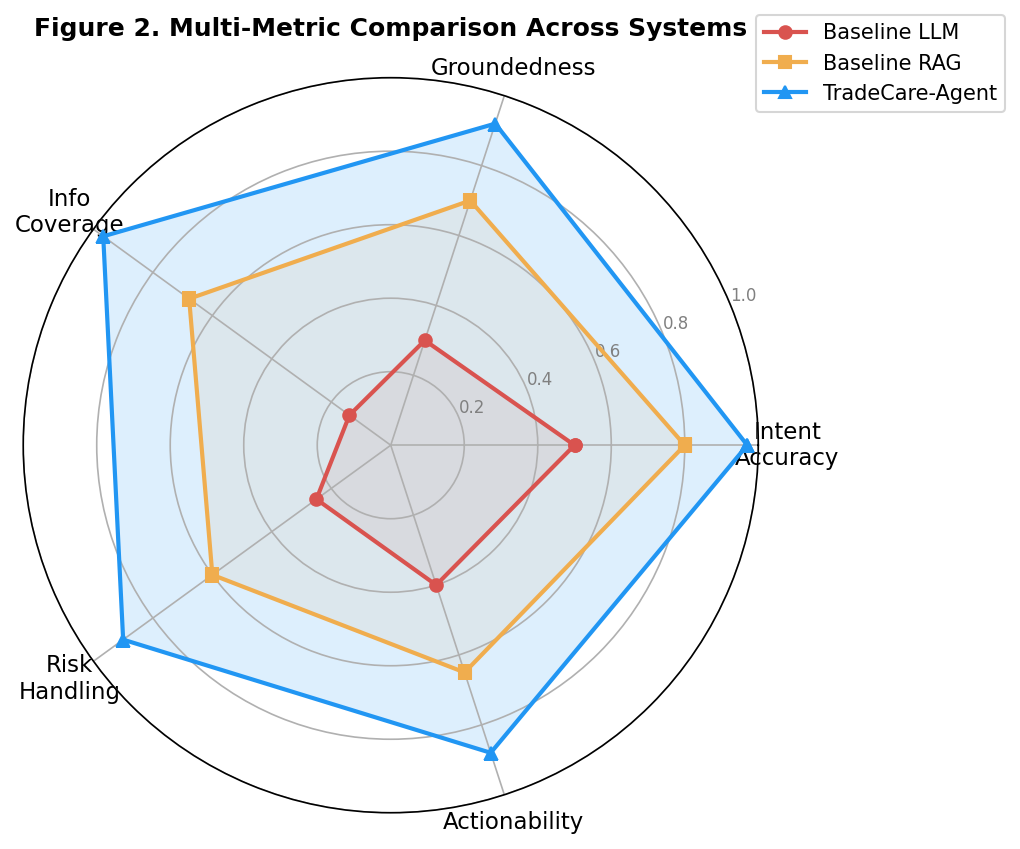 Figure 2. Multi-Metric Comparison Across Systems
Baseline LLM
Baseline RAG
TradeCare-Agent
Groundedness
Info
Coverage
1.0
0.8
0.6
0.4
0.2
Intent
Accuracy
Risk
Handling
Actionability